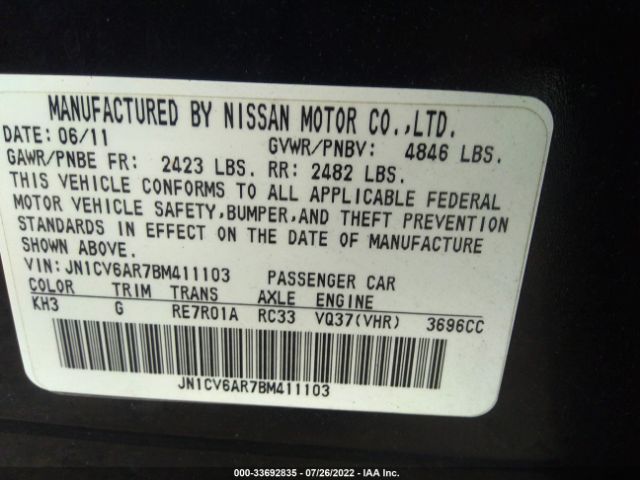 MANUFACTURED BY NISSAN MOTOR CO.,LTD.
DATE: 06/11 GVWR/PNBV: 4846 LBS.
GAWR/PNBE FR: 2423 LBS. RR: 2482 LBS.
THIS VEHICLE CONFORMS TO ALL APPLICABLE FEDERAL
MOTOR VEHICLE SAFETY,BUMPER,AND THEFT PREVENTION
STANDARDS IN EFFECT ON THE DATE OF MANUFACTURE
SHOWN ABOVE.
VIN:JN1CV6AR7BM411103 PASSENGER CAR
COLOR TRIM TRANS AXLE ENGINE
KH3 G RE7R01A RC33 VQ37(VHR) 3696CC
JN1CV6AR7BM411103
000-33692835 - 07/26/2022 - IAA Inc.